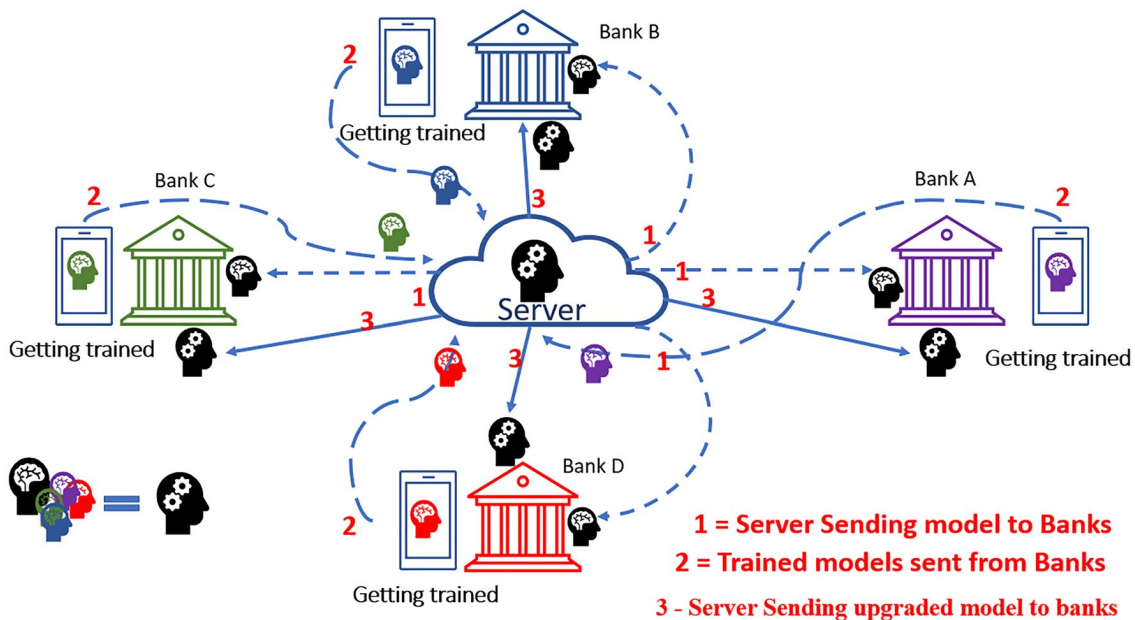 Bank B
2
Getting trained
Bank C
2
3
Bank A
2
1
1
Server
1
3
3
Getting trained
3
1
Getting trained
Bank D
2
Getting trained
1 = Server Sending model to Banks
2 = Trained models sent from Banks
3 - Server Sending upgraded model to banks